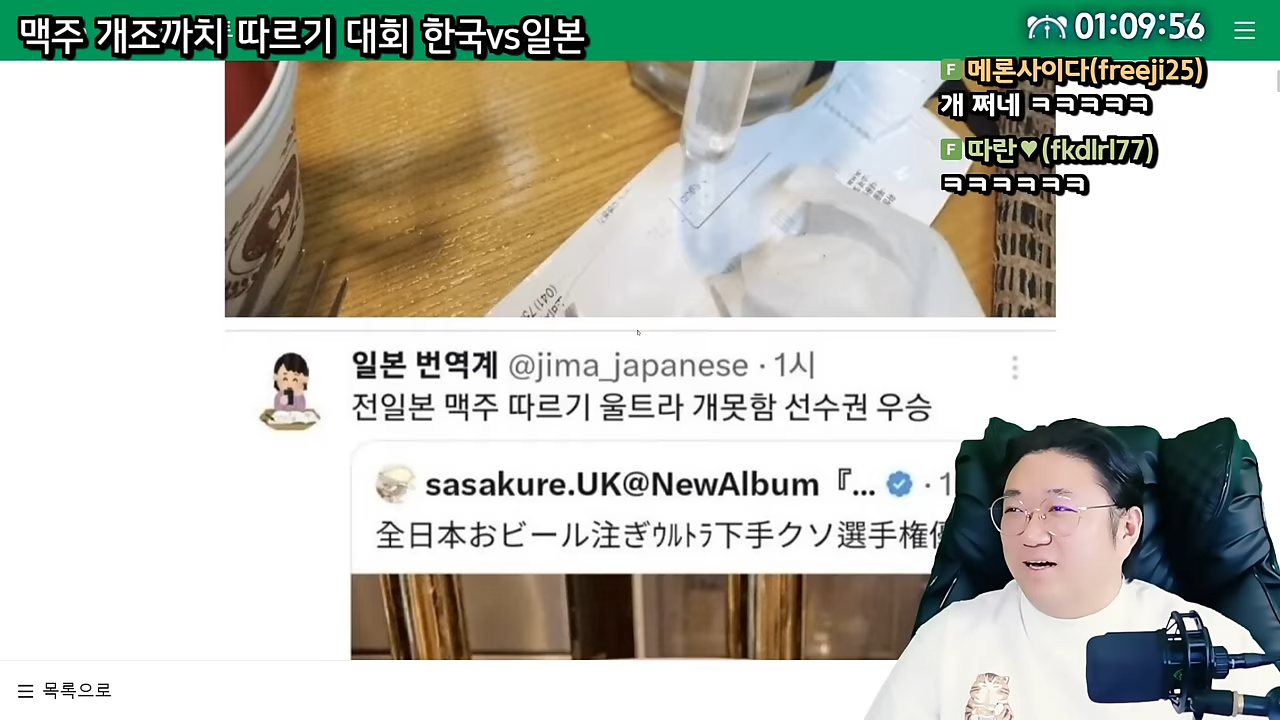 맥주 개조까치 따르기 대회 한국vs일본
01:09:56
F 메론사이다(freeji25)
개 쩌네 ㅋㅋㅋㅋㅋ
F 따란♥(fkdlrl77)
ㅋㅋㅋㅋㅋㅋ
일본 번역계 @jima_japanese · 1시
전일본 맥주 따르기 울트라 개못함 선수권 우승
sasakure.UK@NewAlbum『... · 1
全日本おビール注ぎｳﾙﾄﾗ下手クソ選手権
目록으로